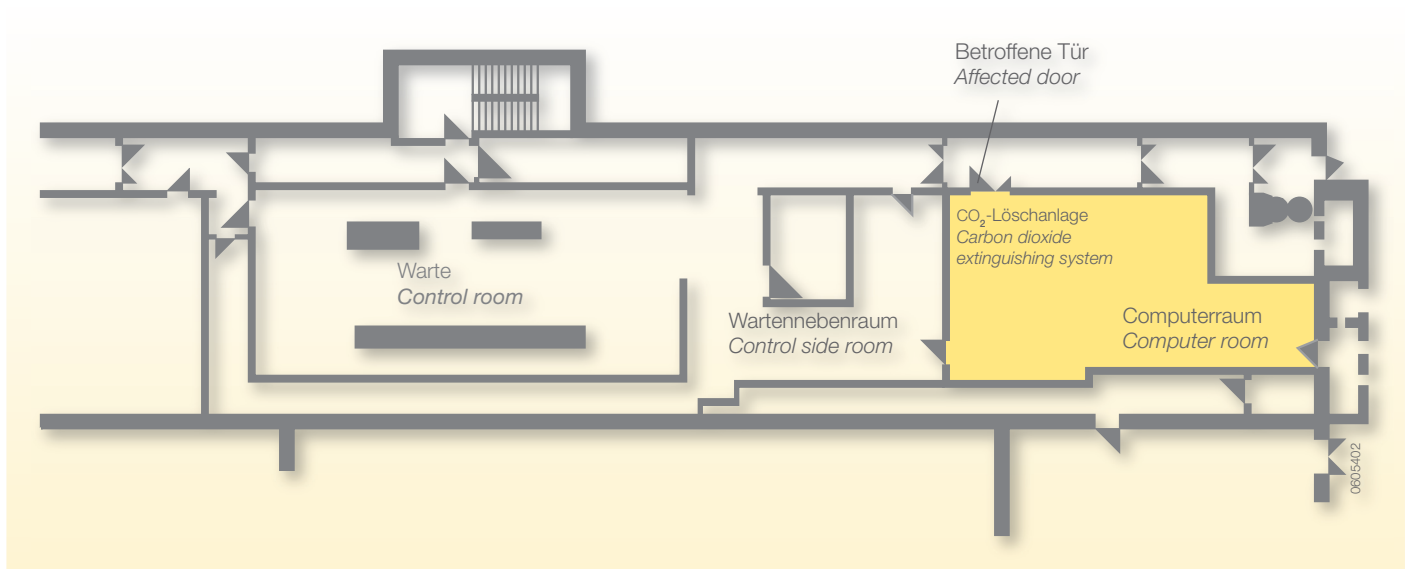 Betroffene Tür
Affected door
CO₂-Löschanlage
Carbon dioxide
extinguishing system
Warte
Control room
Wartennebenraum
Control side room
Computerraum
Computer room
0605402